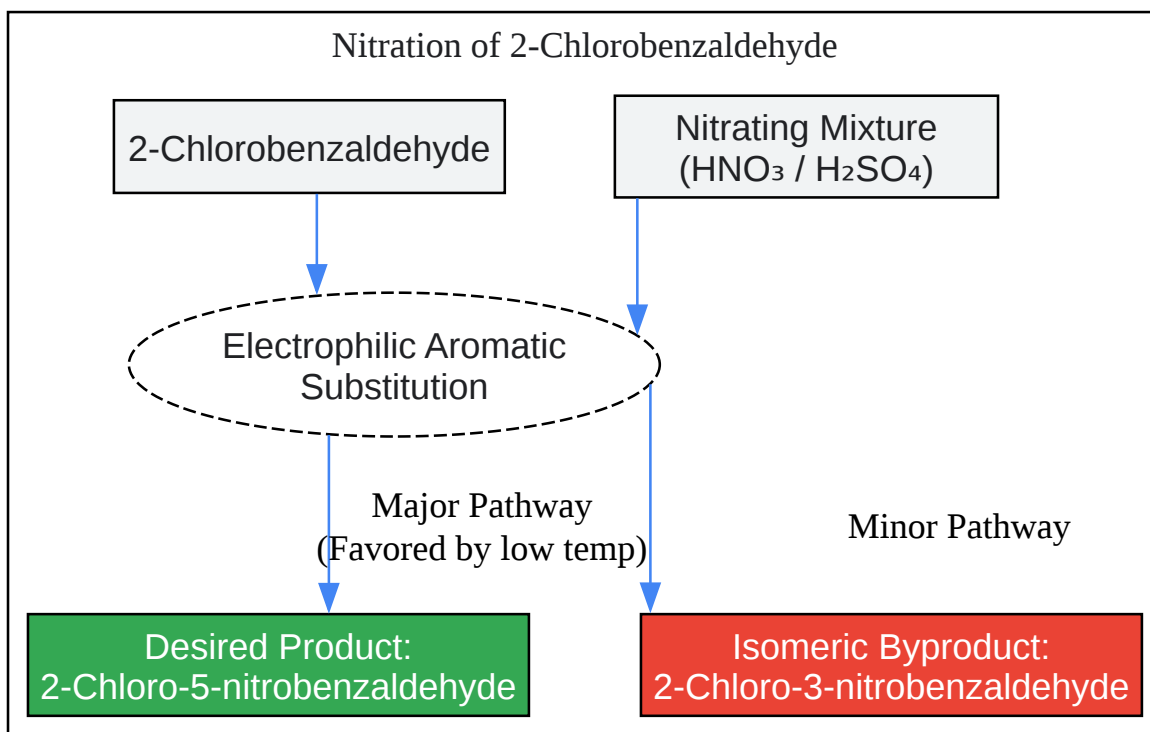 Nitration of 2-Chlorobenzaldehyde
2-Chlorobenzaldehyde
Nitrating Mixture
(HNO₃ / H₂SO₄)
Electrophilic Aromatic
Substitution
Major Pathway
(Favored by low temp)
Minor Pathway
Desired Product:
2-Chloro-5-nitrobenzaldehyde
Isomeric Byproduct:
2-Chloro-3-nitrobenzaldehyde